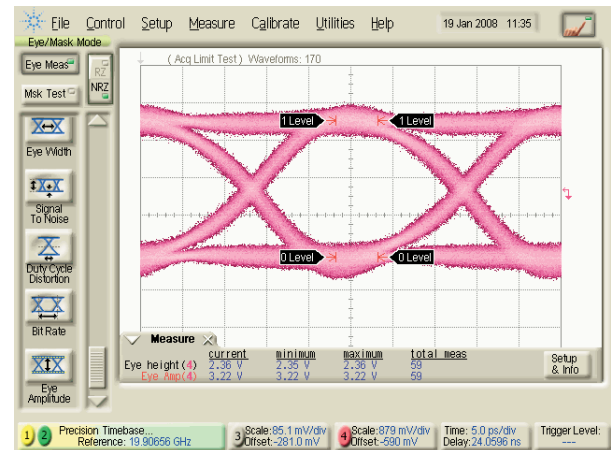 File Control Setup Measure Calibrate Utilities Help 19 Jan 2008 11:35
Eye/Mask Mode
Eye Meas
RZ
Msk Test
NRZ
( Acq Limit Test ) Waveforms: 170
1 Level 1 Level
0 Level 0 Level
Eye Width
Signal
To Noise
Duty Cycle
Distortion
Bit Rate
Eye
Amplitude
Measure
current minimum maximum total meas
Eye height(4) 2.36 V 2.35 V 2.36 V 59
Eye Amp(4) 3.22 V 3.22 V 3.22 V 59
Setup
& Info
1 2 Precision Timebase...
Reference: 19.90656 GHz
3 Scale:85.1 mV/div
Offset:-281.0 mV
4 Scale:879 mV/div
Offset:-590 mV
Time: 5.0 ps/div
Delay:24.0596 ns
Trigger Level:
---